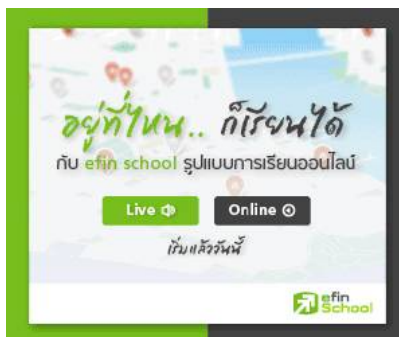 อยู่ที่ไหน.. ก็เรียนได้
กับ efin school รูปแบบการเรียนออนไลน์
Live Online
เริ่มแล้ววันนี้
efin
School